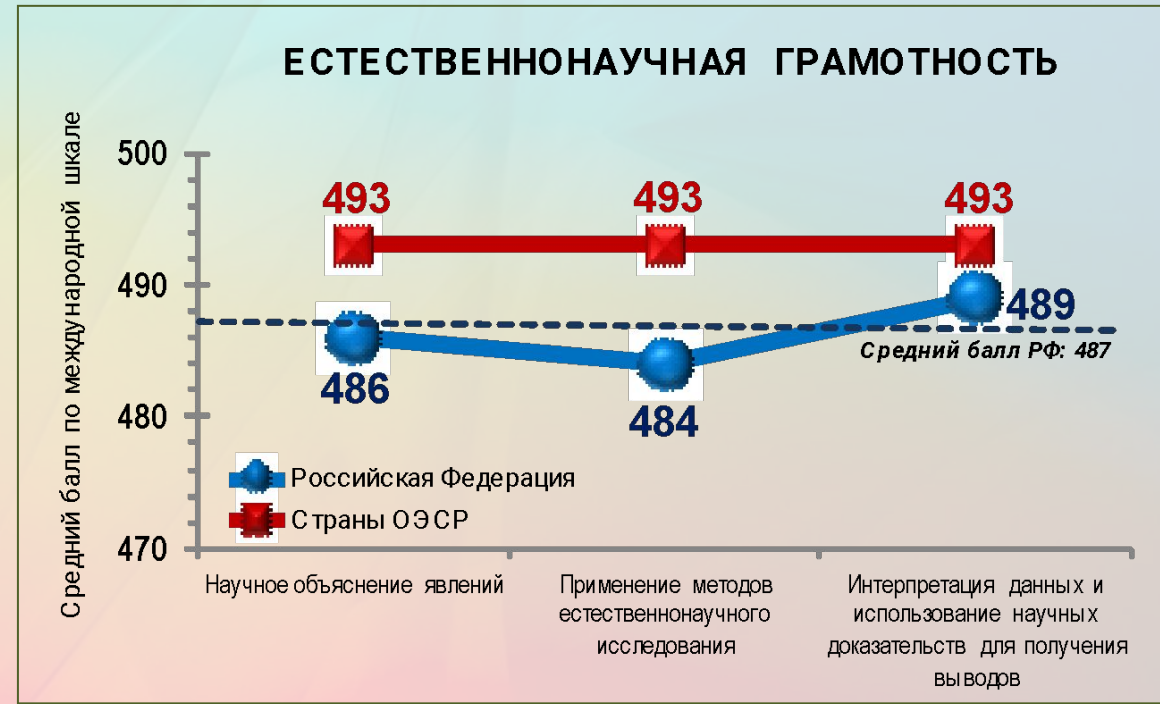 ЕСТЕСТВЕННОНАУЧНАЯ ГРАМОТНОСТЬ
Средний балл по международной шкале
500
490
480
470
493
493
493
486
484
489
Средний балл РФ: 487
Российская Федерация
Страны ОЭСР
Научное объяснение явлений
Применение методов
естественнонаучного
исследования
Интерпретация данных и
использование научных
доказательств для получения
выводов